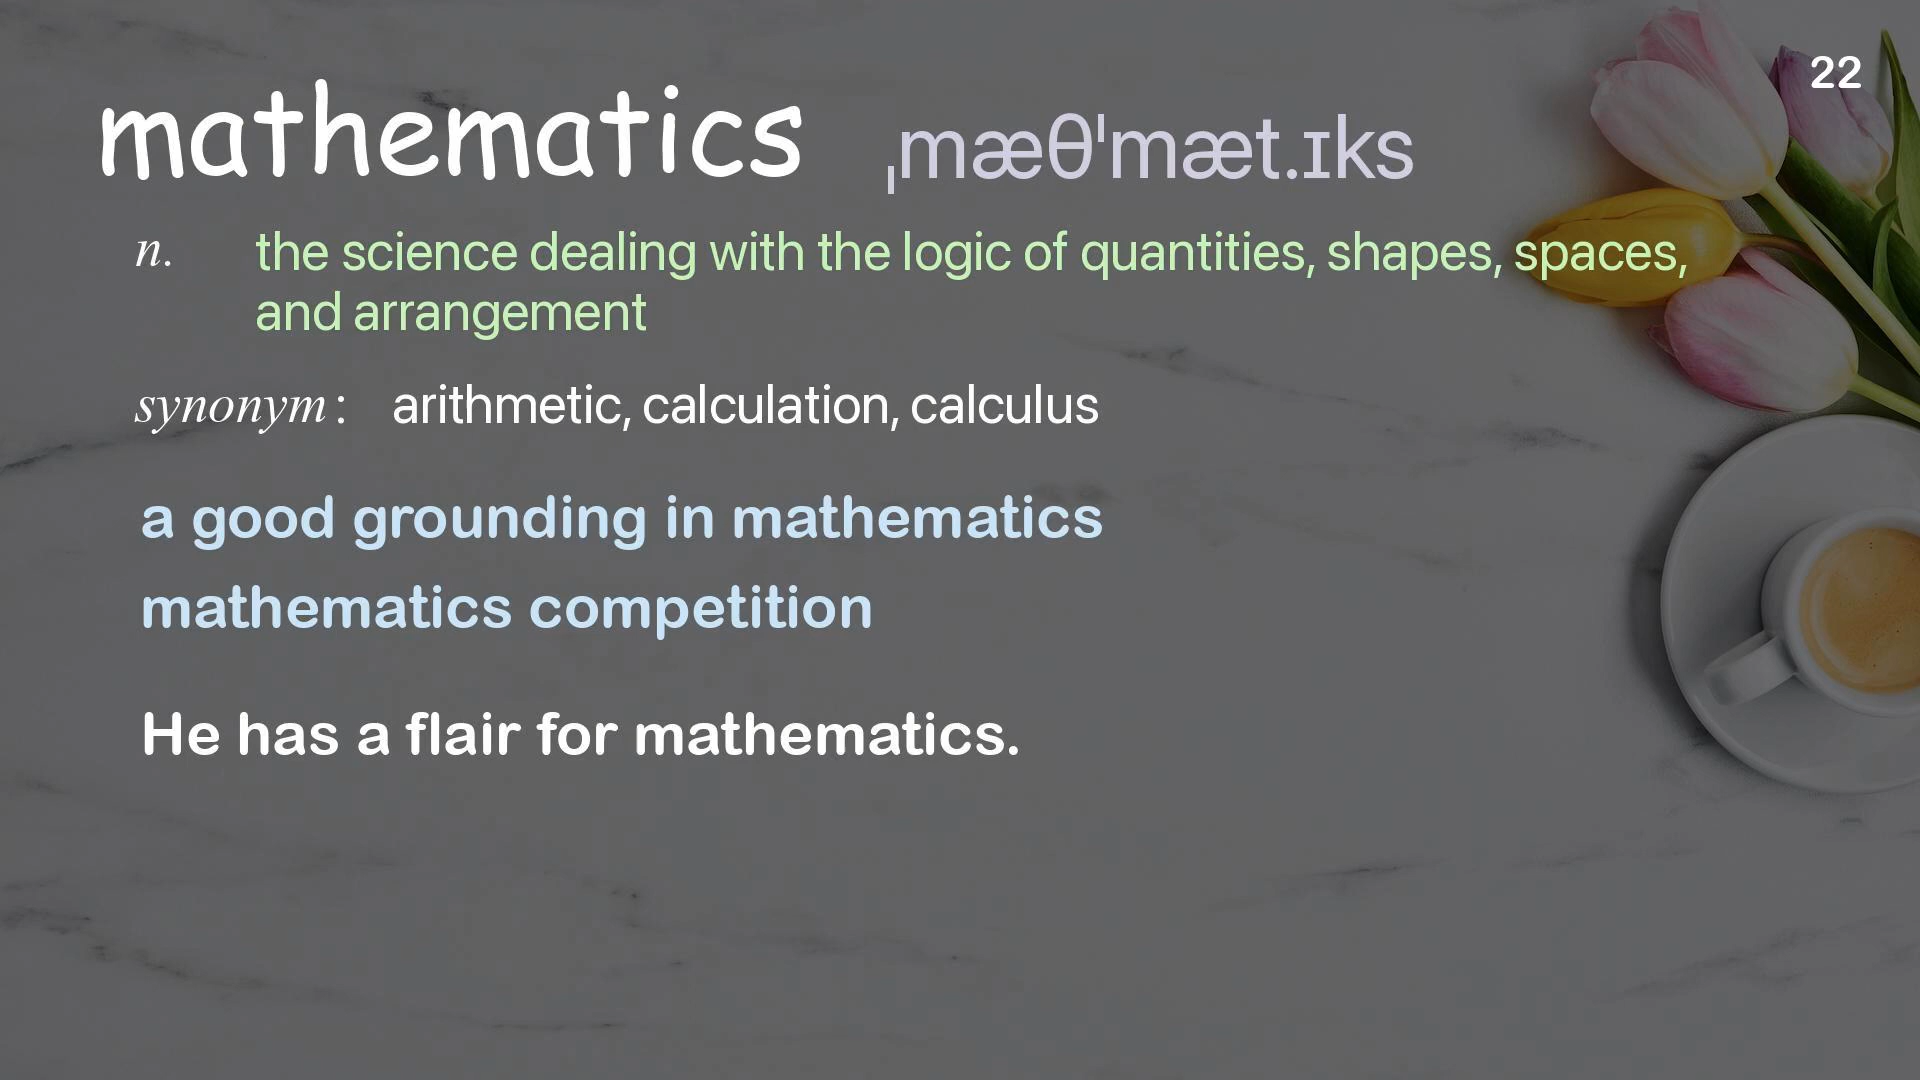 22
mathematics ˌmæθˈmæt.ɪks
n. the science dealing with the logic of quantities, shapes, spaces,
and arrangement
synonym: arithmetic, calculation, calculus
a good grounding in mathematics
mathematics competition
He has a flair for mathematics.